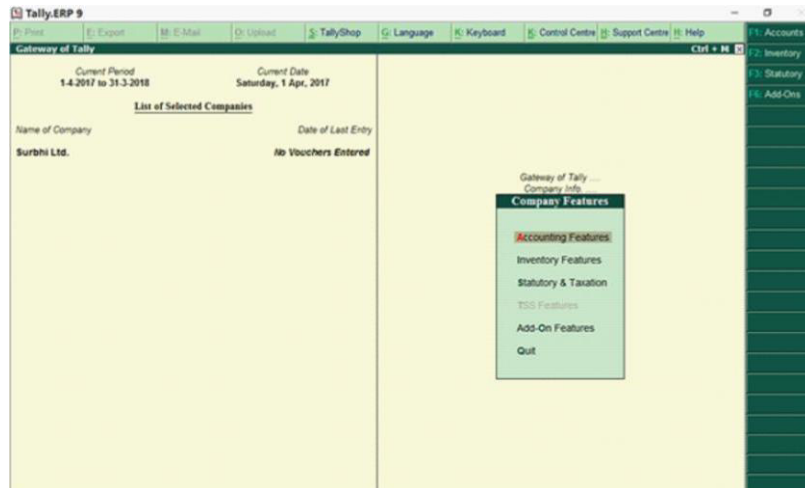 Tally.ERP 9
P: Print E: Export M: E-Mail O: Upload S: TallyShop G: Language K: Keyboard K: Control Centre H: Support Centre H: Help
F1: Accounts
F2: Inventory
F3: Statutory
F6: Add-Ons
Gateway of Tally Ctrl + M
Current Period Current Date
1-4-2017 to 31-3-2018 Saturday, 1 Apr, 2017
List of Selected Companies
Name of Company Date of Last Entry
Surbhi Ltd. No Vouchers Entered
Gateway of Tally ....
Company Info. ....
Company Features
Accounting Features
Inventory Features
Statutory & Taxation
TSS Features
Add-On Features
Quit